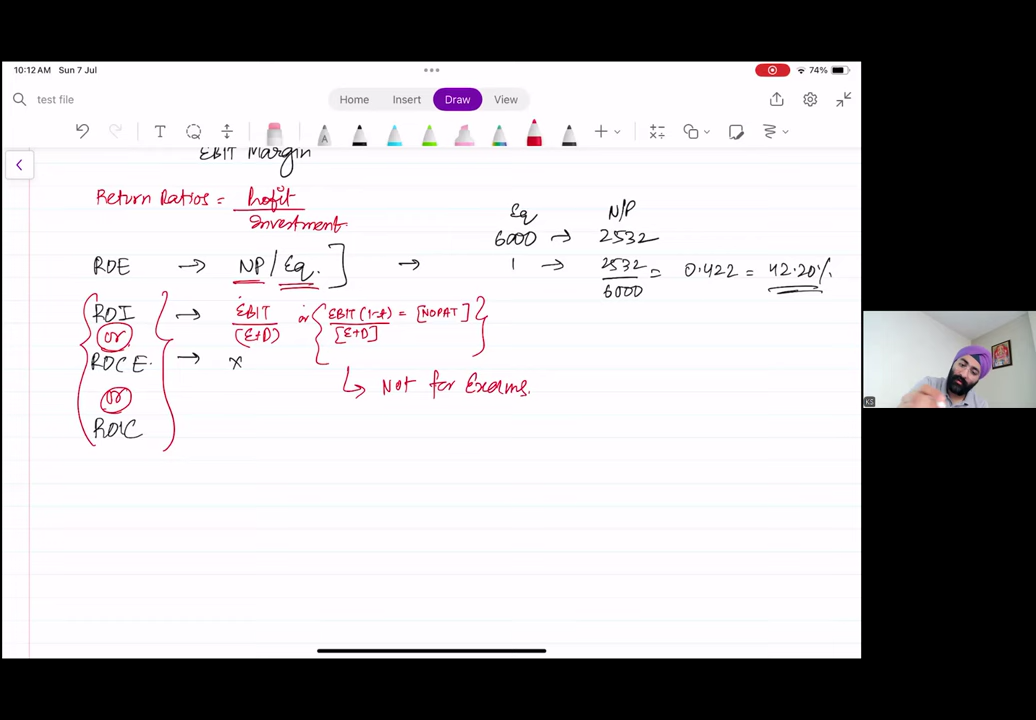 10:12 AM Sun 7 Jul
74%
test file
Home Insert Draw View
EBIT Margin
Return Ratios = Profit / Investment
Eq N/P
6000 → 2532
ROE → NP / Eq. ] → 1 → 2532 / 6000 = 0.422 = 42.20%
ROI → EBIT / (E+D) or { EBIT (1-t) / [E+D] = [NOPAT] }
or
ROCE → x
↳ Not for Exams.
or
ROIC
KS